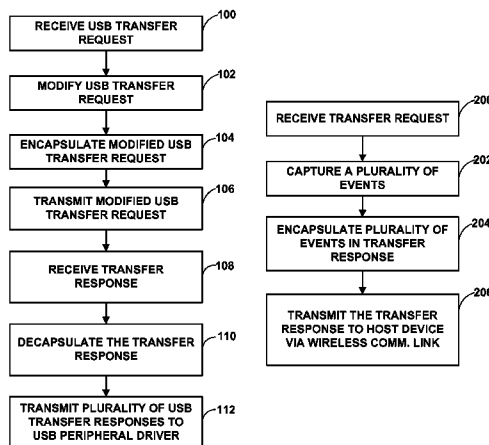 100
RECEIVE USB TRANSFER
REQUEST
102
MODIFY USB TRANSFER
REQUEST
104
ENCAPSULATE MODIFIED USB
TRANSFER REQUEST
106
TRANSMIT MODIFIED USB
TRANSFER REQUEST
108
RECEIVE TRANSFER
RESPONSE
110
DECAPSULATE THE TRANSFER
RESPONSE
TRANSMIT PLURALITY OF USB
TRANSFER RESPONSES TO
USB PERIPHERAL DRIVER
112
RECEIVE TRANSFER REQUEST
202
CAPTURE A PLURALITY OF
EVENTS
204
ENCAPSULATE PLURALITY OF
EVENTS IN TRANSFER
RESPONSE
TRANSMIT THE TRANSFER
RESPONSE TO HOST DEVICE
VIA WIRELESS COMM. LINK